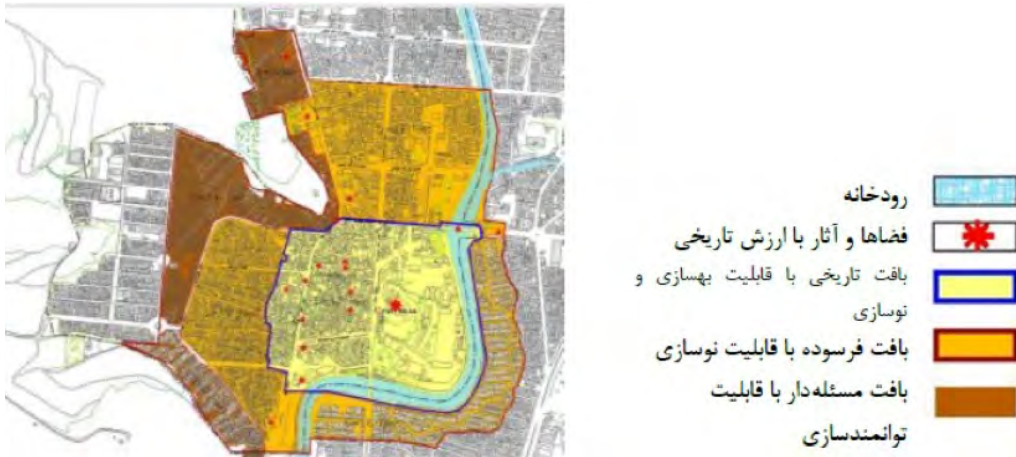 رودخانه
فضاها و آثار با ارزش تاریخی
بافت تاریخی با قابلیت بهسازی و
نوسازی
بافت فرسوده با قابلیت نوسازی
بافت مسئله‌دار با قابلیت
توانمندسازی